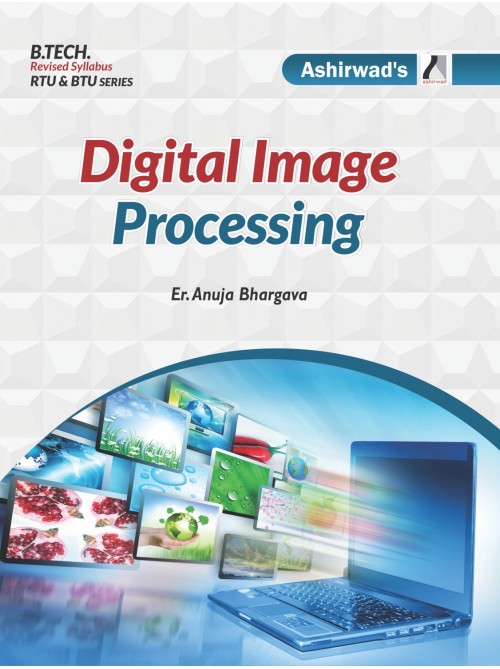 B.TECH.
Revised Syllabus
RTU & BTU SERIES
Ashirwad's
ashirwad
Digital Image
Processing
Er. Anuja Bhargava